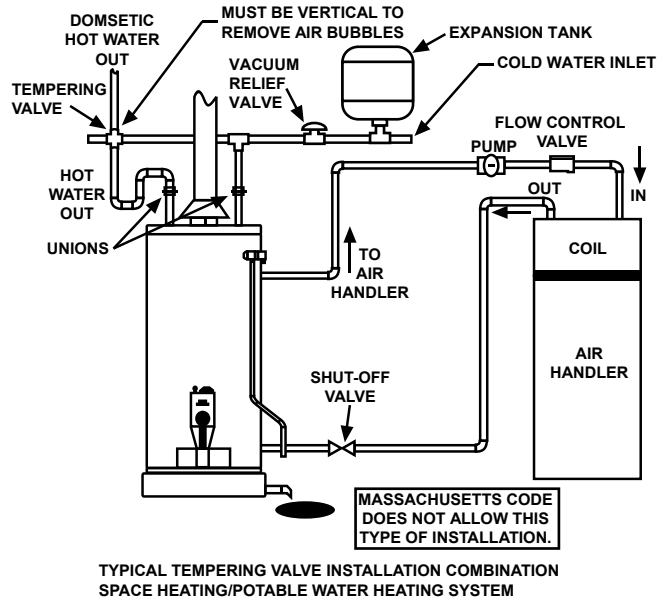 DOMSETIC
HOT WATER
OUT
MUST BE VERTICAL TO
REMOVE AIR BUBBLES
EXPANSION TANK
TEMPERING
VALVE
VACUUM
RELIEF
VALVE
COLD WATER INLET
PUMP
FLOW CONTROL
VALVE
HOT
WATER
OUT
OUT
IN
UNIONS
TO
AIR
HANDLER
COIL
AIR
HANDLER
SHUT-OFF
VALVE
MASSACHUSETTS CODE
DOES NOT ALLOW THIS
TYPE OF INSTALLATION.
TYPICAL TEMPERING VALVE INSTALLATION COMBINATION
SPACE HEATING/POTABLE WATER HEATING SYSTEM